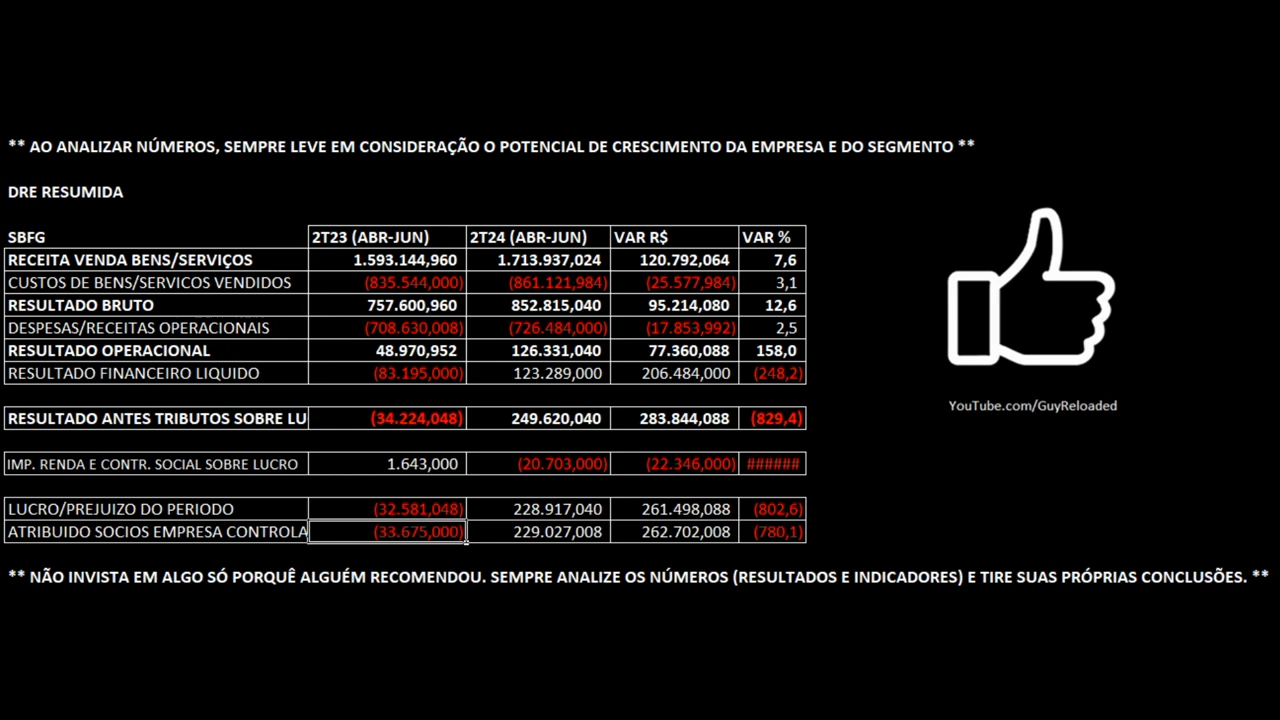 ** AO ANALIZAR NÚMEROS, SEMPRE LEVE EM CONSIDERAÇÃO O POTENCIAL DE CRESCIMENTO DA EMPRESA E DO SEGMENTO **
DRE RESUMIDA
SBFG 2T23 (ABR-JUN) 2T24 (ABR-JUN) VAR R$ VAR %
RECEITA VENDA BENS/SERVIÇOS 1.593.144,960 1.713.937,024 120.792,064 7,6
CUSTOS DE BENS/SERVICOS VENDIDOS (835.544,000) (861.121,984) (25.577,984) 3,1
RESULTADO BRUTO 757.600,960 852.815,040 95.214,080 12,6
DESPESAS/RECEITAS OPERACIONAIS (708.630,008) (726.484,000) (17.853,992) 2,5
RESULTADO OPERACIONAL 48.970,952 126.331,040 77.360,088 158,0
RESULTADO FINANCEIRO LIQUIDO (83.195,000) 123.289,000 206.484,000 (248,2)
RESULTADO ANTES TRIBUTOS SOBRE LU (34.224,048) 249.620,040 283.844,088 (829,4)
IMP. RENDA E CONTR. SOCIAL SOBRE LUCRO 1.643,000 (20.703,000) (22.346,000) ######
LUCRO/PREJUIZO DO PERIODO (32.581,048) 228.917,040 261.498,088 (802,6)
ATRIBUIDO SOCIOS EMPRESA CONTROLA (33.675,000) 229.027,008 262.702,008 (780,1)
YouTube.com/GuyReloaded
** NÃO INVISTA EM ALGO SÓ PORQUÊ ALGUÉM RECOMENDOU. SEMPRE ANALIZE OS NÚMEROS (RESULTADOS E INDICADORES) E TIRE SUAS PRÓPRIAS CONCLUSÕES. **